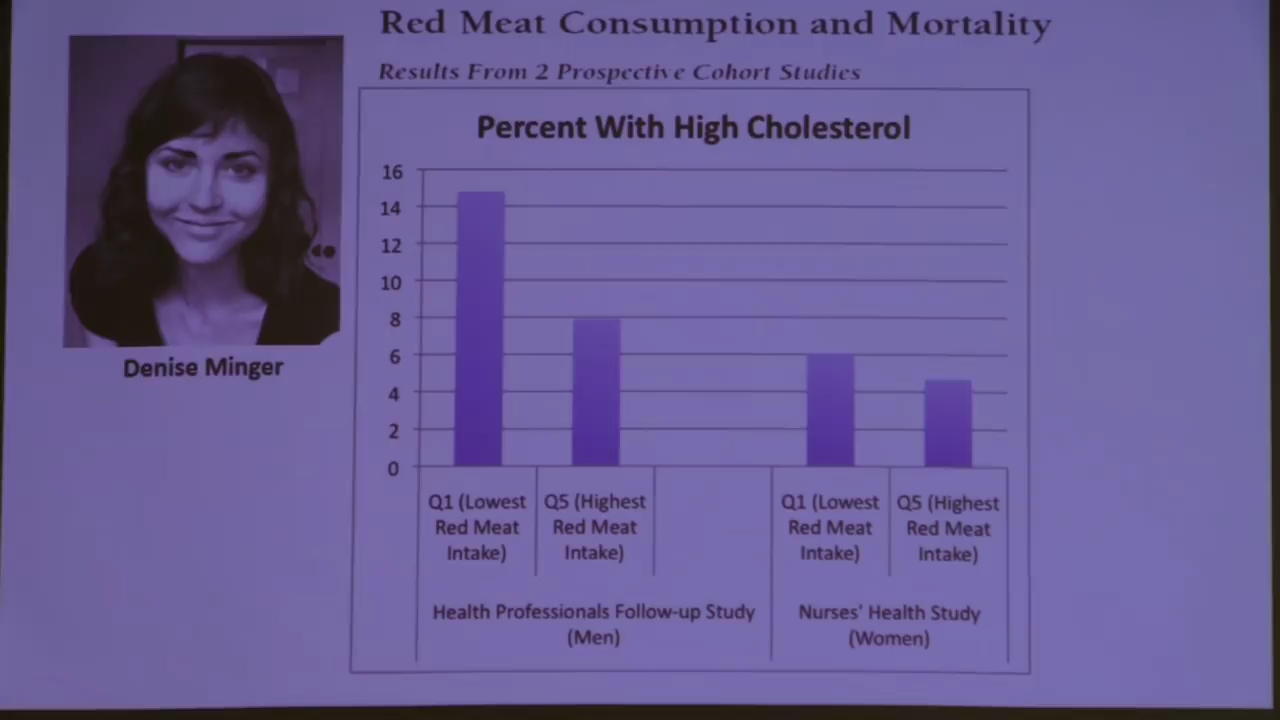 Red Meat Consumption and Mortality
Results From 2 Prospective Cohort Studies
Denise Minger
Percent With High Cholesterol
16
14
12
10
8
6
4
2
0
Q1 (Lowest
Red Meat
Intake)
Q5 (Highest
Red Meat
Intake)
Q1 (Lowest
Red Meat
Intake)
Q5 (Highest
Red Meat
Intake)
Health Professionals Follow-up Study
(Men)
Nurses' Health Study
(Women)